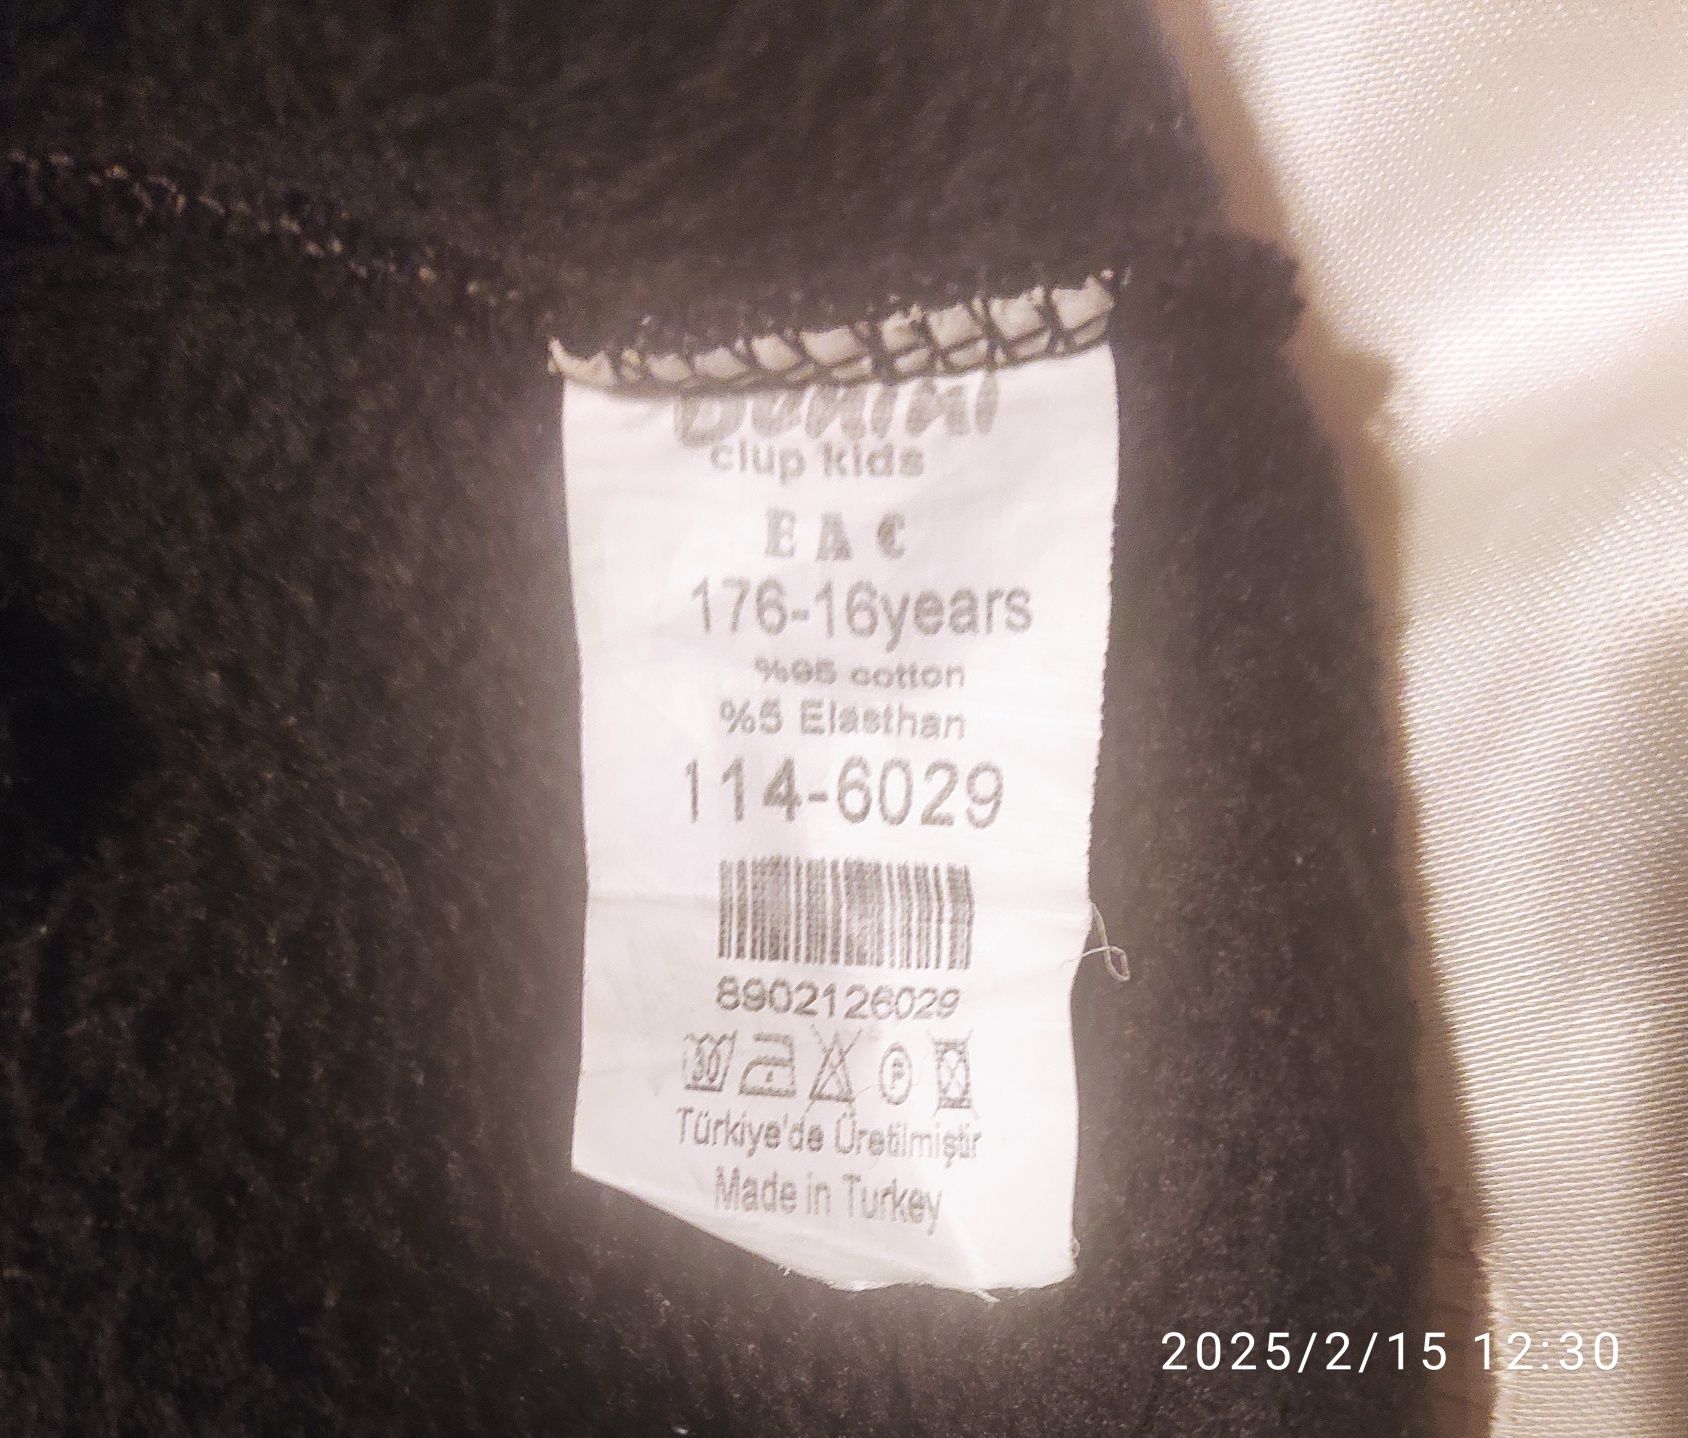 clup kids
EAC
176-16years
%95 cotton
%5 Elasthan
114-6029
8902126029
30
P
Türkiye'de Üretilmiştir
Made in Turkey
2025/2/15 12:30